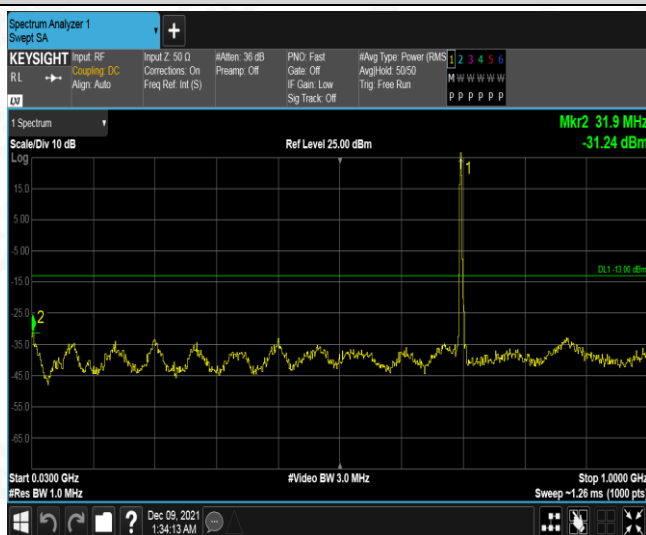 Spectrum Analyzer 1
Swept SA
+
KEYSIGHT
Input: RF
Coupling: DC
Align: Auto
Input Z: 50 Ω
Corrections: On
Freq Ref: Int (S)
#Atten: 36 dB
Preamp: Off
PNO: Fast
Gate: Off
IF Gain: Low
Sig Track: Off
#Avg Type: Power (RMS
Avg|Hold: 50/50
Trig: Free Run
1 2 3 4 5 6
M W W W W W
P P P P P P
R L
LXI
1 Spectrum
Mkr2 31.9 MHz
Scale/Div 10 dB
Ref Level 25.00 dBm
-31.24 dBm
Log
15.0
5.00
-5.00
-15.0
-25.0
-35.0
-45.0
-55.0
-65.0
1
2
DL1 -13.00 dBm
Start 0.0300 GHz
#Video BW 3.0 MHz
Stop 1.0000 GHz
#Res BW 1.0 MHz
Sweep ~1.26 ms (1000 pts)
?
Dec 09, 2021
1:34:13 AM